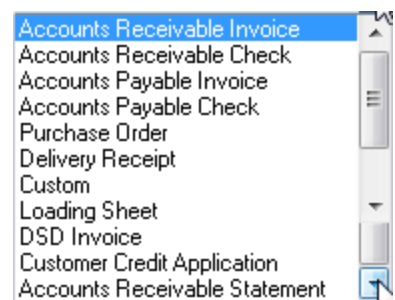 Accounts Receivable Invoice
Accounts Receivable Check
Accounts Payable Invoice
Accounts Payable Check
Purchase Order
Delivery Receipt
Custom
Loading Sheet
DSD Invoice
Customer Credit Application
Accounts Receivable Statement